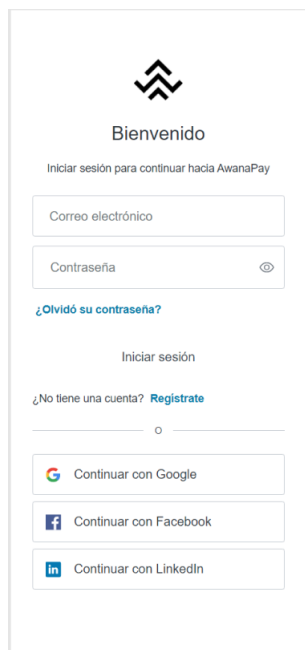 Bienvenido
Iniciar sesión para continuar hacia AwanaPay
Correo electrónico
Contraseña
¿Olvidó su contraseña?
Iniciar sesión
¿No tiene una cuenta? Regístrate
O
Continuar con Google
Continuar con Facebook
Continuar con LinkedIn